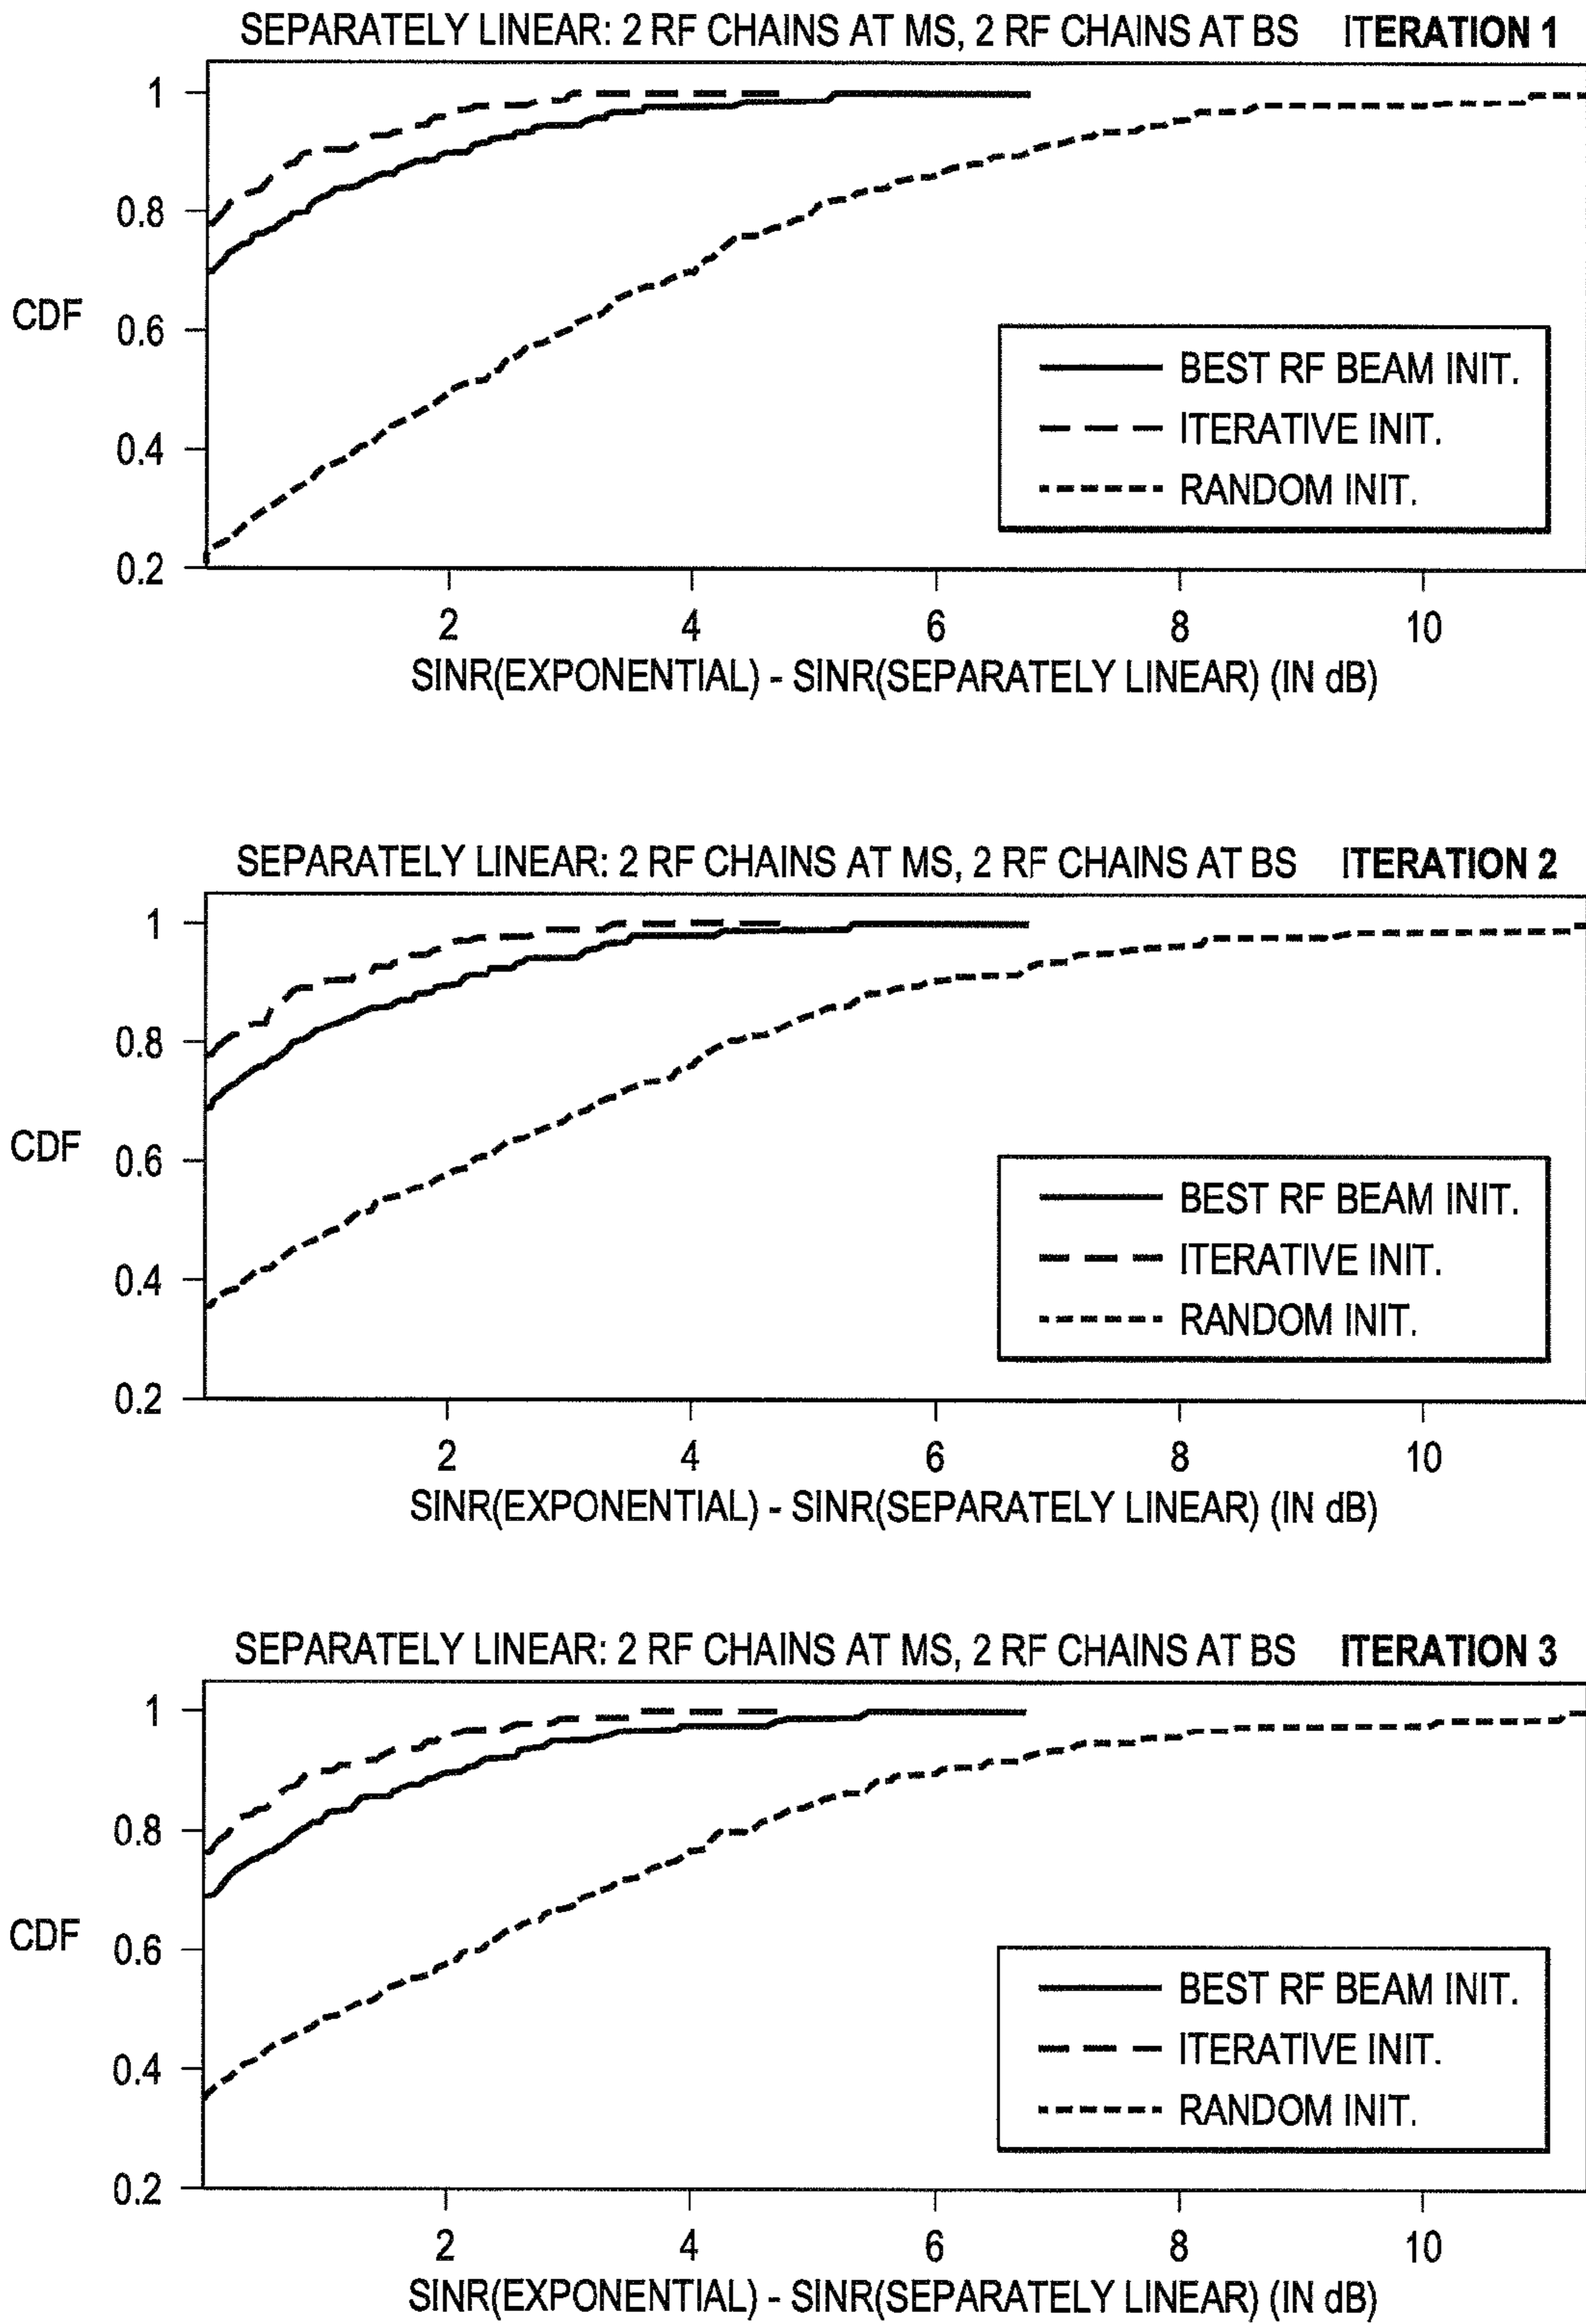 SEPARATELY LINEAR: 2 RF CHAINS AT MS, 2 RF CHAINS AT BS ITERATION 1
1
0.8
CDF
0.6
0.4
0.2
BEST RF BEAM INIT.
ITERATIVE INIT.
RANDOM INIT.
2 4 6 8 10
SINR(EXPONENTIAL) - SINR(SEPARATELY LINEAR) (IN dB)
SEPARATELY LINEAR: 2 RF CHAINS AT MS, 2 RF CHAINS AT BS ITERATION 2
1
0.8
CDF
0.6
0.4
0.2
BEST RF BEAM INIT.
ITERATIVE INIT.
RANDOM INIT.
2 4 6 8 10
SINR(EXPONENTIAL) - SINR(SEPARATELY LINEAR) (IN dB)
SEPARATELY LINEAR: 2 RF CHAINS AT MS, 2 RF CHAINS AT BS ITERATION 3
1
0.8
CDF
0.6
0.4
0.2
BEST RF BEAM INIT.
ITERATIVE INIT.
RANDOM INIT.
2 4 6 8 10
SINR(EXPONENTIAL) - SINR(SEPARATELY LINEAR) (IN dB)